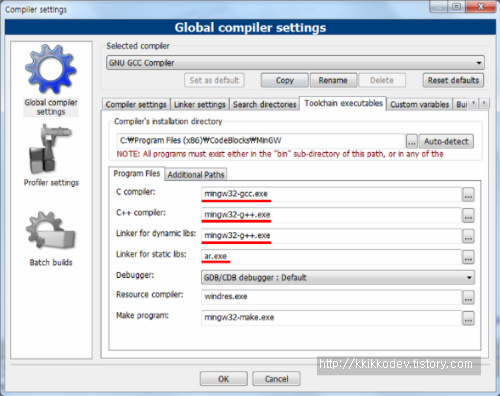 Compiler settings
Global compiler settings
Selected compiler
GNU GCC Compiler
Set as default Copy Rename Delete Reset defaults
Global compiler
settings
Profiler settings
Batch builds
Compiler settings Linker settings Search directories Toolchain executables Custom variables Bui
Compiler's installation directory
C:₩Program Files (x86)₩CodeBlocks₩MinGW ... Auto-detect
NOTE: All programs must exist either in the "bin" sub-directory of this path, or in any of the
Program Files Additional Paths
C compiler: mingw32-gcc.exe ...
C++ compiler: mingw32-g++.exe ...
Linker for dynamic libs: mingw32-g++.exe ...
Linker for static libs: ar.exe ...
Debugger: GDB/CDB debugger : Default
Resource compiler: windres.exe ...
Make program: mingw32-make.exe ...
http://kkikkodev.tistory.com
OK Cancel